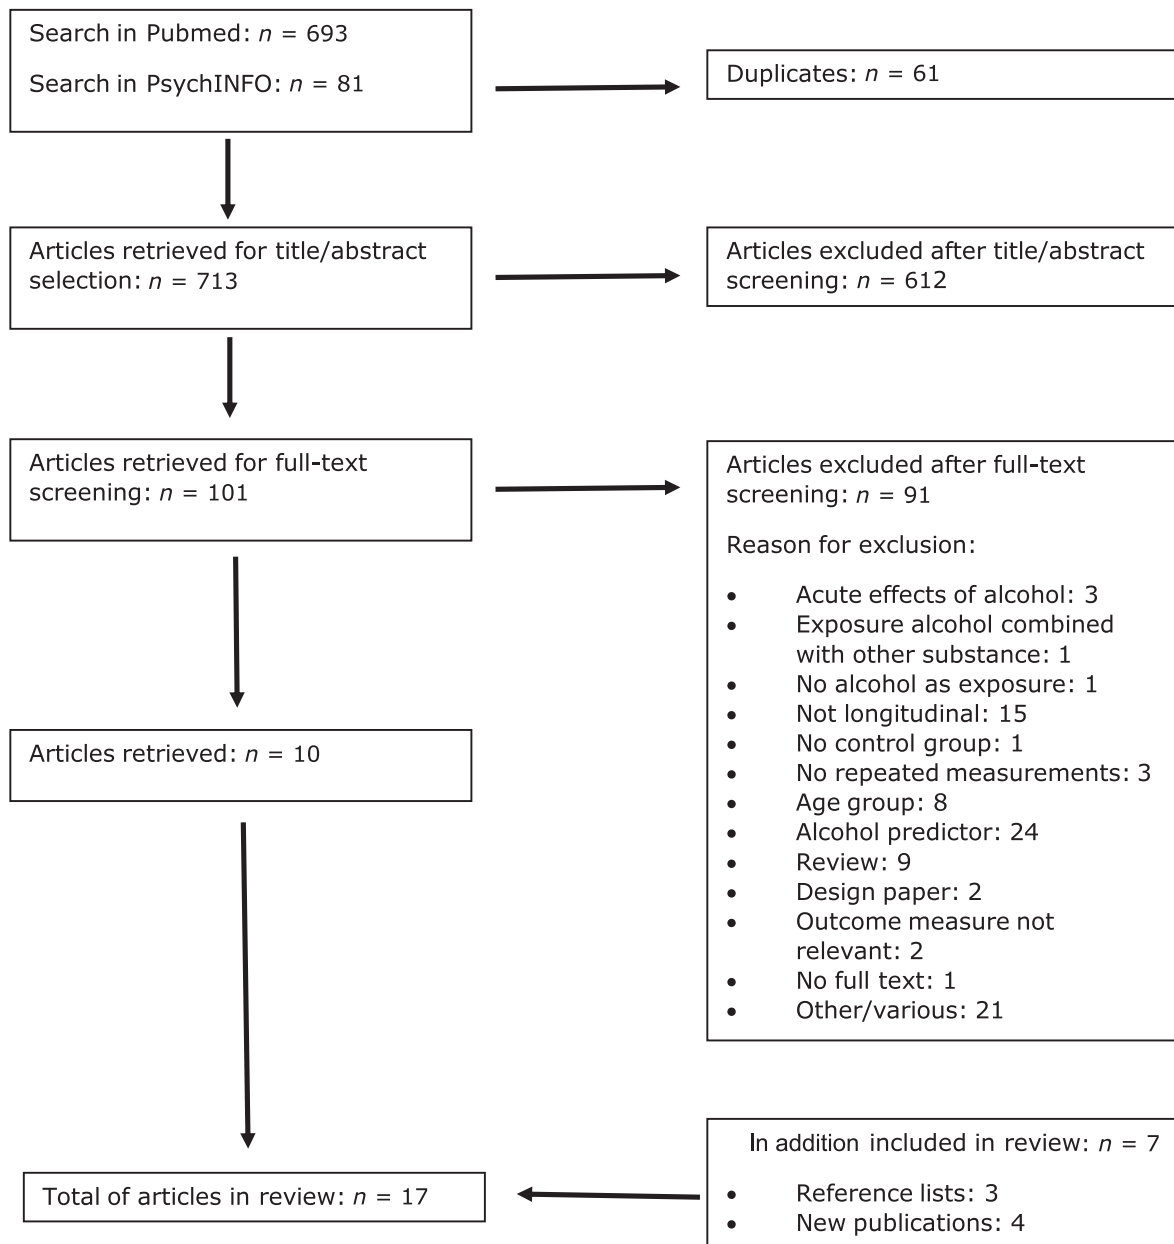 Search in Pubmed: n = 693
Search in PsychINFO: n = 81
Duplicates: n = 61
Articles retrieved for title/abstract
selection: n = 713
Articles excluded after title/abstract
screening: n = 612
Articles retrieved for full-text
screening: n = 101
Articles excluded after full-text
screening: n = 91
Reason for exclusion:
• Acute effects of alcohol: 3
• Exposure alcohol combined
with other substance: 1
• No alcohol as exposure: 1
• Not longitudinal: 15
• No control group: 1
• No repeated measurements: 3
• Age group: 8
• Alcohol predictor: 24
• Review: 9
• Design paper: 2
• Outcome measure not
relevant: 2
• No full text: 1
• Other/various: 21
Articles retrieved: n = 10
In addition included in review: n = 7
• Reference lists: 3
• New publications: 4
Total of articles in review: n = 17